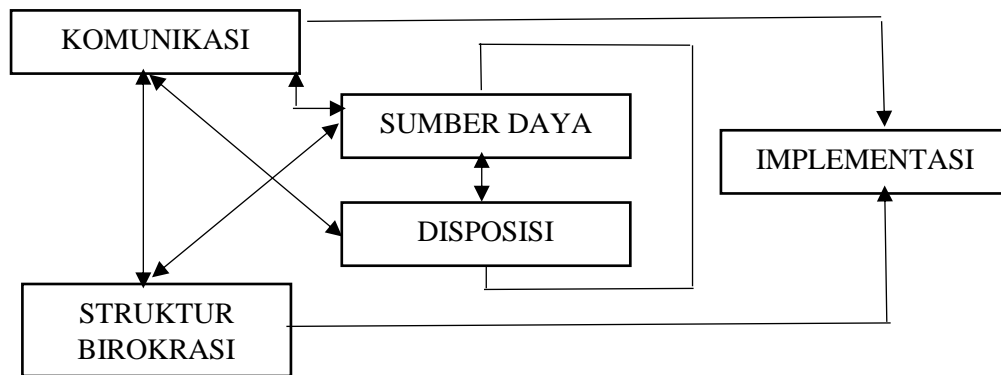 KOMUNIKASI
SUMBER DAYA
IMPLEMENTASI
DISPOSISI
STRUKTUR
BIROKRASI